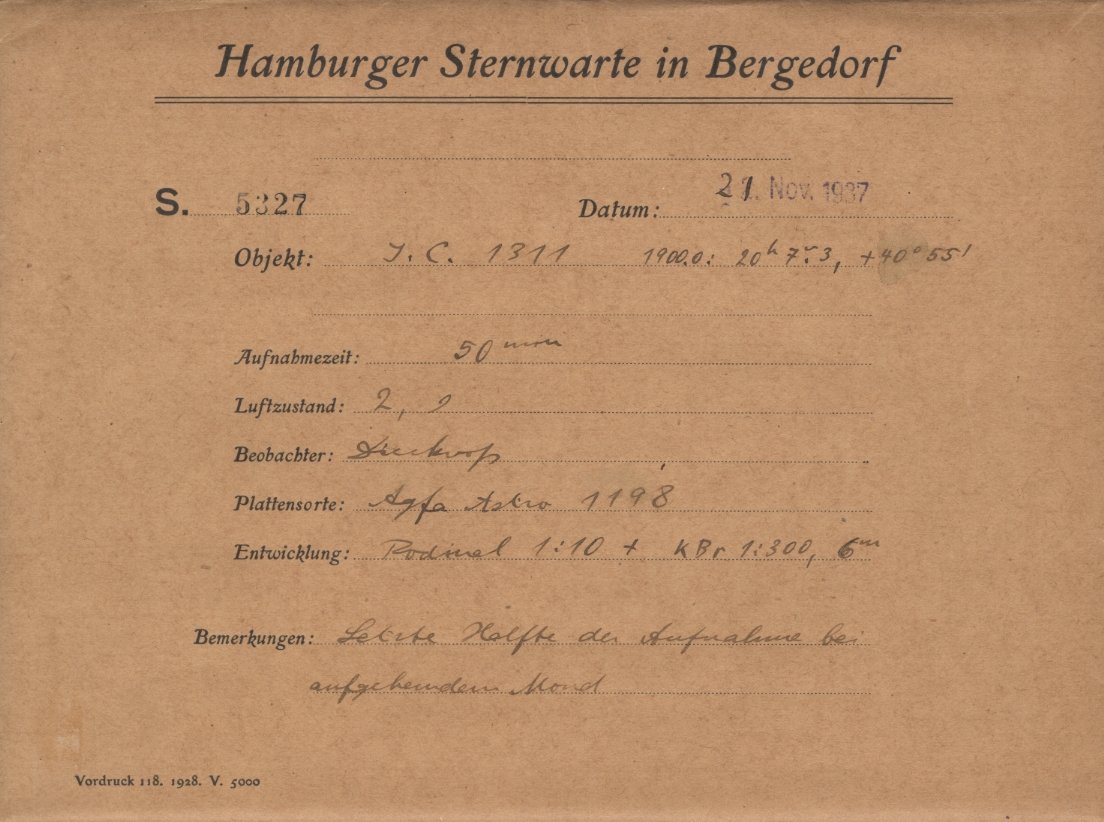 Hamburger Sternwarte in Bergedorf
S. 5327
Datum: 21. Nov. 1937
Objekt: I. C. 1311 1900.0: 20h 7m.3, +40° 55'
Aufnahmezeit: 50 min
Luftzustand: 2,
Beobachter: Dieckvoß
Plattensorte: Agfa Astro 1198
Entwicklung: Rodinal 1:10 + KBr 1:300, 6m
Bemerkungen: Letzte Hälfte der Aufnahme bei
aufgehendem Mond
Vordruck 118. 1928. V. 5000